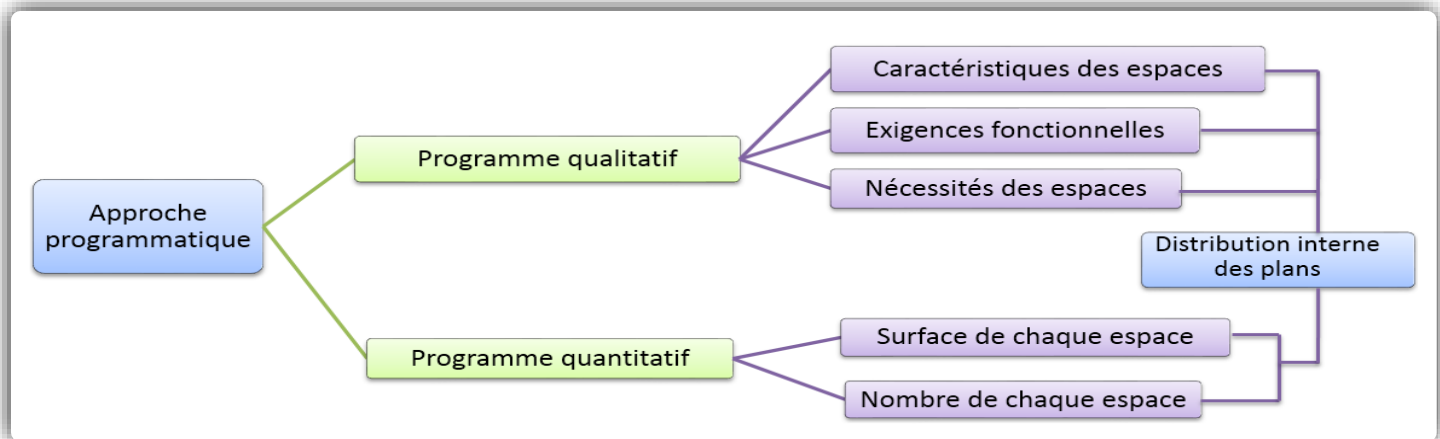 Caractéristiques des espaces
Exigences fonctionnelles
Programme qualitatif
Nécessités des espaces
Approche
programmatique
Distribution interne
des plans
Surface de chaque espace
Programme quantitatif
Nombre de chaque espace